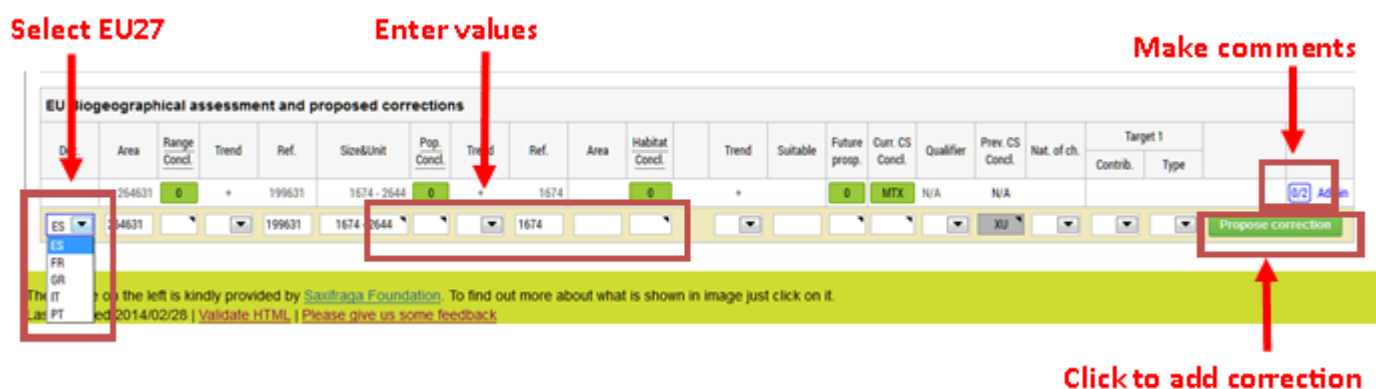 Select EU27
Enter values
Make comments
EU Biogeographical assessment and proposed corrections
Area Range Concl. Trend Ref. Size&Unit Pop. Concl. Trend Ref. Area Habitat Concl. Trend Suitable Future prosp. Curr. CS Concl. Qualifier Prev. CS Concl. Nat. of ch. Target 1
Contrib. Type
264631 0 + 199631 1674 - 2644 0 + 1674 0 + 0 MTX N/A N/A 0/2
ES 264631 199631 1674 - 2644 1674 XU Propose correction
ES
FR
GR
IT
PT
on the left is kindly provided by Saxifraga Foundation. To find out more about what is shown in image just click on it.
2014/02/28 | Validate HTML | Please give us some feedback
Click to add correction